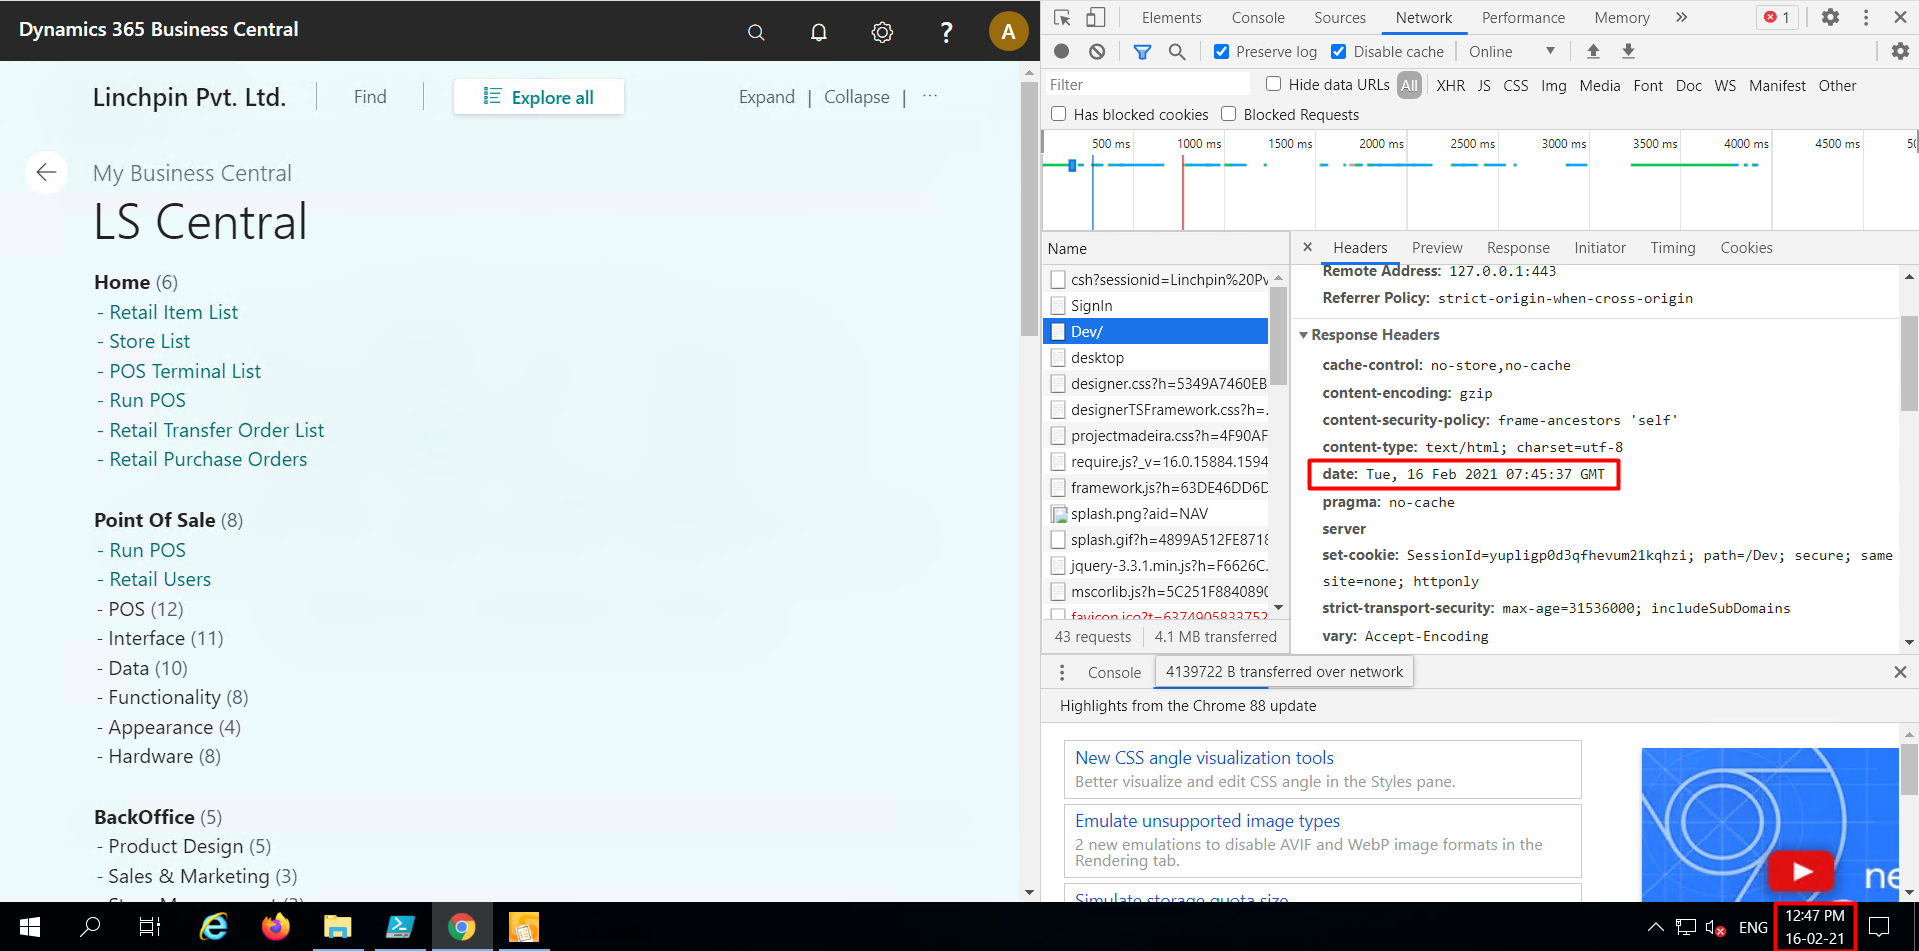 Dynamics 365 Business Central
?
A
Linchpin Pvt. Ltd.
Find
Explore all
Expand | Collapse | ...
My Business Central
LS Central
Home (6)
- Retail Item List
- Store List
- POS Terminal List
- Run POS
- Retail Transfer Order List
- Retail Purchase Orders
Point Of Sale (8)
- Run POS
- Retail Users
- POS (12)
- Interface (11)
- Data (10)
- Functionality (8)
- Appearance (4)
- Hardware (8)
BackOffice (5)
- Product Design (5)
- Sales & Marketing (3)
Elements Console Sources Network Performance Memory » 1
Preserve log Disable cache Online
Filter Hide data URLs All XHR JS CSS Img Media Font Doc WS Manifest Other
Has blocked cookies Blocked Requests
500 ms 1000 ms 1500 ms 2000 ms 2500 ms 3000 ms 3500 ms 4000 ms 4500 ms
Name
csh?sessionid=Linchpin%20Pv
SignIn
Dev/
desktop
designer.css?h=5349A7460EB
designerTSFramework.css?h=.
projectmadeira.css?h=4F90AF
require.js?_v=16.0.15884.1594
framework.js?h=63DE46DD6D
splash.png?aid=NAV
splash.gif?h=4899A512FE8718
jquery-3.3.1.min.js?h=F6626C.
mscorlib.js?h=5C251F8840890
favicon.ico?t=6374905833752
43 requests 4.1 MB transferred
× Headers Preview Response Initiator Timing Cookies
Remote Address: 127.0.0.1:443
Referrer Policy: strict-origin-when-cross-origin
Response Headers
cache-control: no-store,no-cache
content-encoding: gzip
content-security-policy: frame-ancestors 'self'
content-type: text/html; charset=utf-8
date: Tue, 16 Feb 2021 07:45:37 GMT
pragma: no-cache
server
set-cookie: SessionId=yupligp0d3qfhevum21kqhzi; path=/Dev; secure; same
site=none; httponly
strict-transport-security: max-age=31536000; includeSubDomains
vary: Accept-Encoding
Console
4139722 B transferred over network
Highlights from the Chrome 88 update
New CSS angle visualization tools
Better visualize and edit CSS angle in the Styles pane.
Emulate unsupported image types
2 new emulations to disable AVIF and WebP image formats in the
Rendering tab.
Simulate storage quota size
ne
ENG
12:47 PM
16-02-21